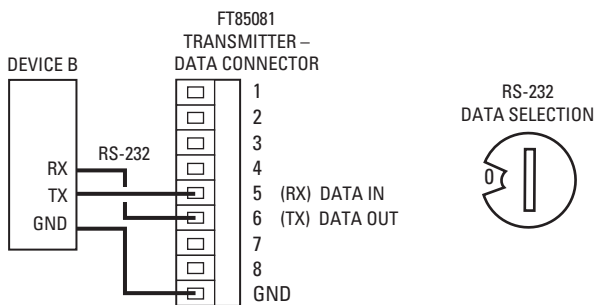 FT85081
TRANSMITTER –
DATA CONNECTOR
DEVICE B
RS-232
RX
TX
GND
1
2
3
4
5 (RX) DATA IN
6 (TX) DATA OUT
7
8
GND
RS-232
DATA SELECTION
0